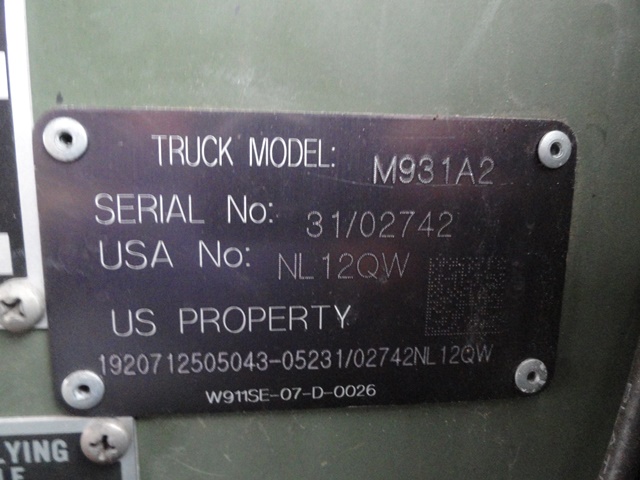 TRUCK MODEL: M931A2
SERIAL No: 31/02742
USA No: NL12QW
US PROPERTY
1920712505043-05231/02742NL12QW
W911SE-07-D-0026
LYING
LE